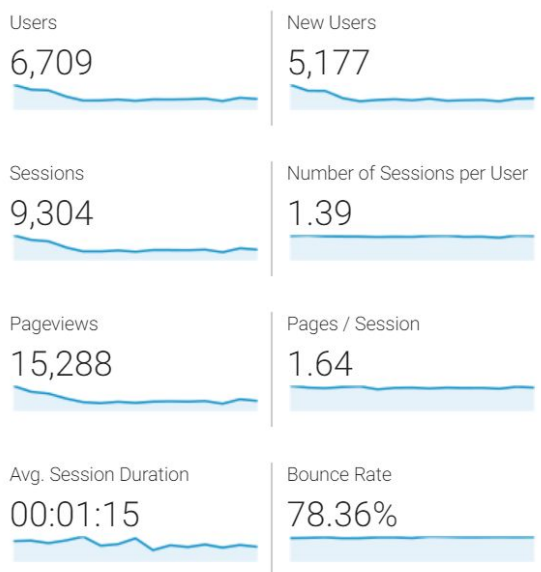 Users
6,709
New Users
5,177
Sessions
9,304
Number of Sessions per User
1.39
Pageviews
15,288
Pages / Session
1.64
Avg. Session Duration
00:01:15
Bounce Rate
78.36%